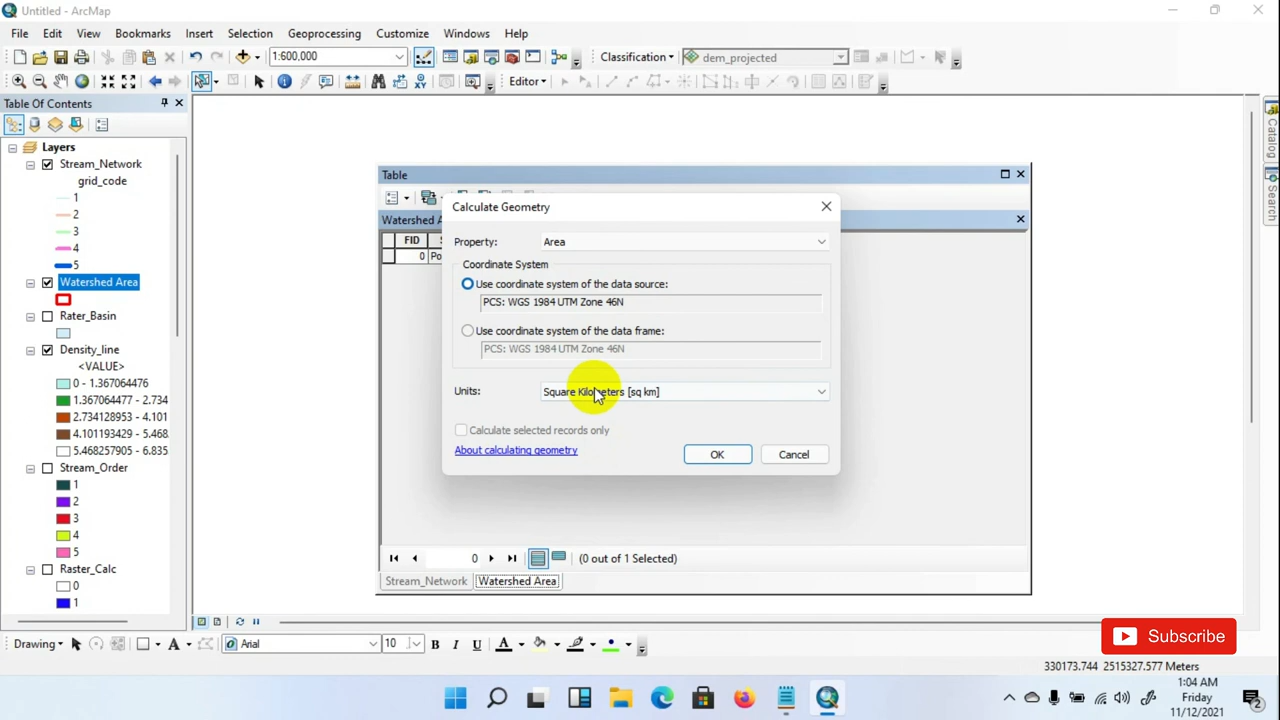 Untitled - ArcMap
File Edit View Bookmarks Insert Selection Geoprocessing Customize Windows Help
1:600,000 Classification dem_projected
Editor
Table Of Contents
Layers
Stream_Network
grid_code
1
2
3
4
5
Watershed Area
Rater_Basin
Density_line
<VALUE>
0 - 1.367064476
1.367064477 - 2.734
2.734128953 - 4.101
4.101193429 - 5.468
5.468257905 - 6.835
Stream_Order
1
2
3
4
5
Raster_Calc
0
1
Table
Watershed A
FID
0 Po
Calculate Geometry
Property: Area
Coordinate System
Use coordinate system of the data source:
PCS: WGS 1984 UTM Zone 46N
Use coordinate system of the data frame:
PCS: WGS 1984 UTM Zone 46N
Units: Square Kilometers [sq km]
Calculate selected records only
About calculating geometry
OK Cancel
0 (0 out of 1 Selected)
Stream_Network Watershed Area
Catalog
Search
Drawing A Arial 10 B I U A
Subscribe
330173.744 2515327.577 Meters
1:04 AM
Friday
11/12/2021
2